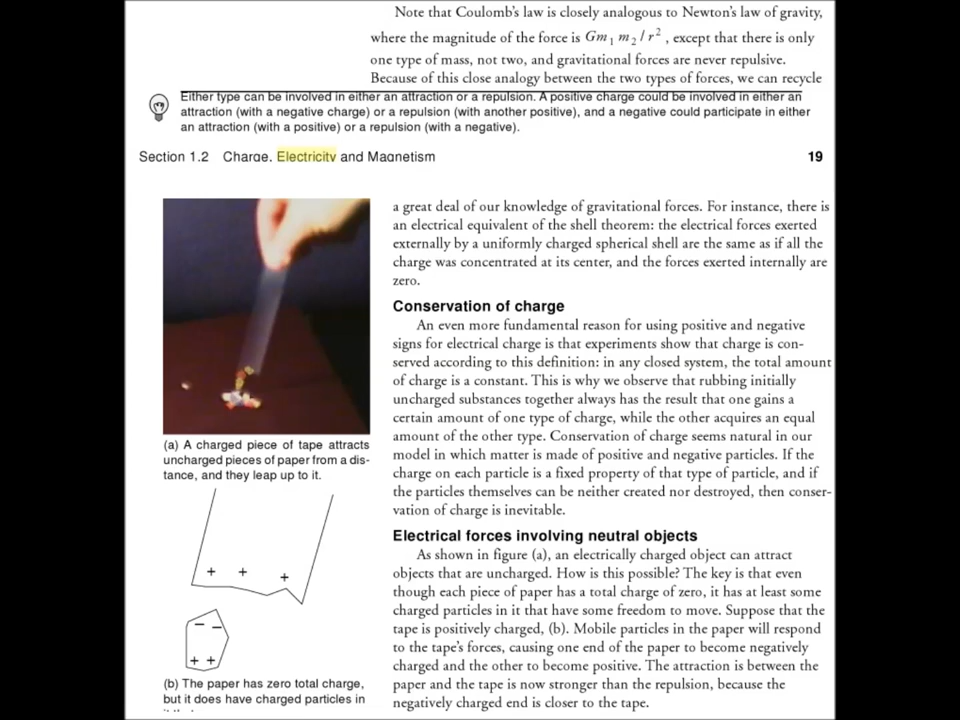 Note that Coulomb's law is closely analogous to Newton's law of gravity,
where the magnitude of the force is Gm₁ m₂ / r² , except that there is only
one type of mass, not two, and gravitational forces are never repulsive.
Because of this close analogy between the two types of forces, we can recycle
Either type can be involved in either an attraction or a repulsion. A positive charge could be involved in either an
attraction (with a negative charge) or a repulsion (with another positive), and a negative could participate in either
an attraction (with a positive) or a repulsion (with a negative).
Section 1.2 Charge, Electricity and Magnetism 19
a great deal of our knowledge of gravitational forces. For instance, there is
an electrical equivalent of the shell theorem: the electrical forces exerted
externally by a uniformly charged spherical shell are the same as if all the
charge was concentrated at its center, and the forces exerted internally are
zero.
Conservation of charge
An even more fundamental reason for using positive and negative
signs for electrical charge is that experiments show that charge is con-
served according to this definition: in any closed system, the total amount
of charge is a constant. This is why we observe that rubbing initially
uncharged substances together always has the result that one gains a
certain amount of one type of charge, while the other acquires an equal
amount of the other type. Conservation of charge seems natural in our
model in which matter is made of positive and negative particles. If the
charge on each particle is a fixed property of that type of particle, and if
the particles themselves can be neither created nor destroyed, then conser-
vation of charge is inevitable.
Electrical forces involving neutral objects
As shown in figure (a), an electrically charged object can attract
objects that are uncharged. How is this possible? The key is that even
though each piece of paper has a total charge of zero, it has at least some
charged particles in it that have some freedom to move. Suppose that the
tape is positively charged, (b). Mobile particles in the paper will respond
to the tape's forces, causing one end of the paper to become negatively
charged and the other to become positive. The attraction is between the
paper and the tape is now stronger than the repulsion, because the
negatively charged end is closer to the tape.
(a) A charged piece of tape attracts
uncharged pieces of paper from a dis-
tance, and they leap up to it.
+ + +
– –
+ +
(b) The paper has zero total charge,
but it does have charged particles in